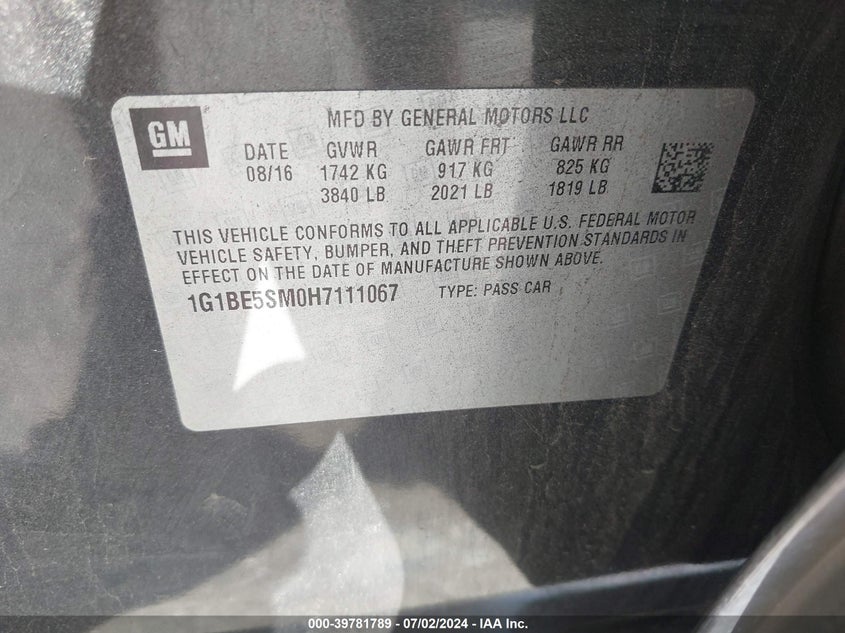 GM
MFD BY GENERAL MOTORS LLC
DATE GVWR GAWR FRT GAWR RR
08/16 1742 KG 917 KG 825 KG
3840 LB 2021 LB 1819 LB
THIS VEHICLE CONFORMS TO ALL APPLICABLE U.S. FEDERAL MOTOR
VEHICLE SAFETY, BUMPER, AND THEFT PREVENTION STANDARDS IN
EFFECT ON THE DATE OF MANUFACTURE SHOWN ABOVE.
1G1BE5SM0H7111067 TYPE: PASS CAR
000-39781789 - 07/02/2024 - IAA Inc.